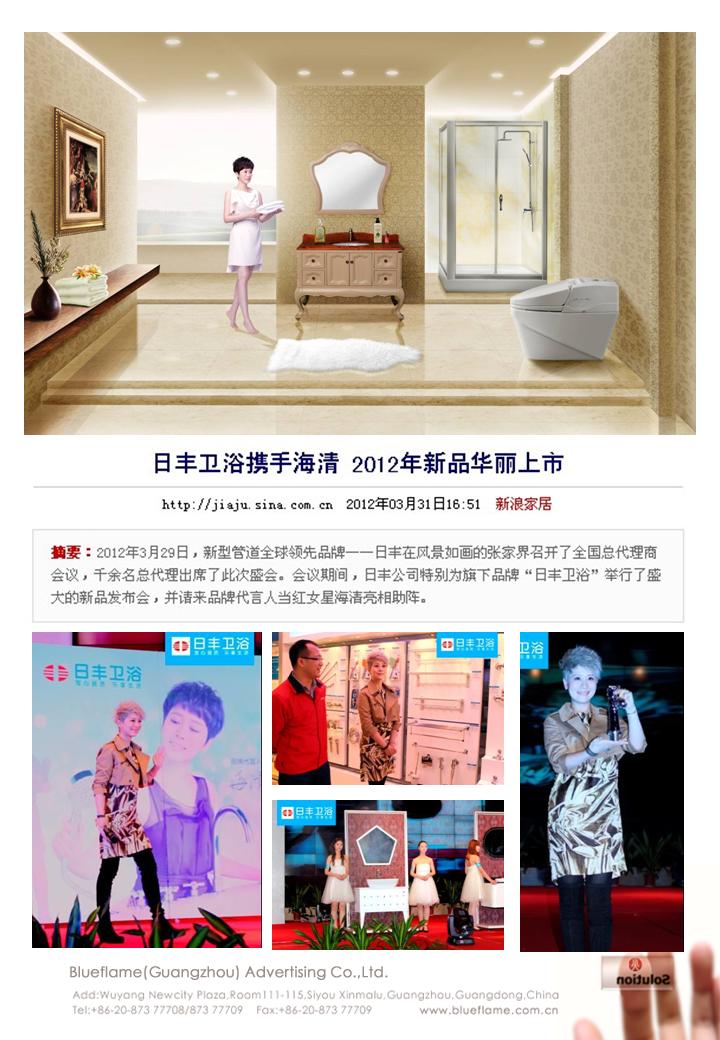 日丰卫浴携手海清 2012年新品华丽上市
http://jiaju.sina.com.cn 2012年03月31日16:51 新浪家居
摘要：2012年3月29日，新型管道全球领先品牌——日丰在风景如画的张家界召开了全国总代理商
会议，千余名总代理出席了此次盛会。会议期间，日丰公司特别为旗下品牌“日丰卫浴”举行了盛
大的新品发布会，并请来品牌代言人当红女星海清亮相助阵。
日丰卫浴
日丰卫浴
日丰卫浴
卫浴
日丰卫浴
Blueflame(Guangzhou) Advertising Co.,Ltd.
Add:Wuyang Newcity Plaza,Room111-115,Siyou Xinmalu,Guangzhou,Guangdong,China
Tel:+86-20-873 77708/873 77709 Fax:+86-20-873 77709 www.blueflame.com.cn
Solution